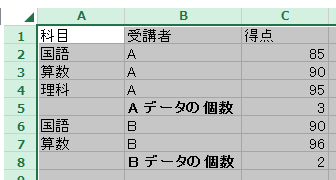 A B C
1 科目 受講者 得点
2 国語 A 85
3 算数 A 90
4 理科 A 95
5 A データの個数 3
6 国語 B 90
7 算数 B 96
8 B データの個数 2